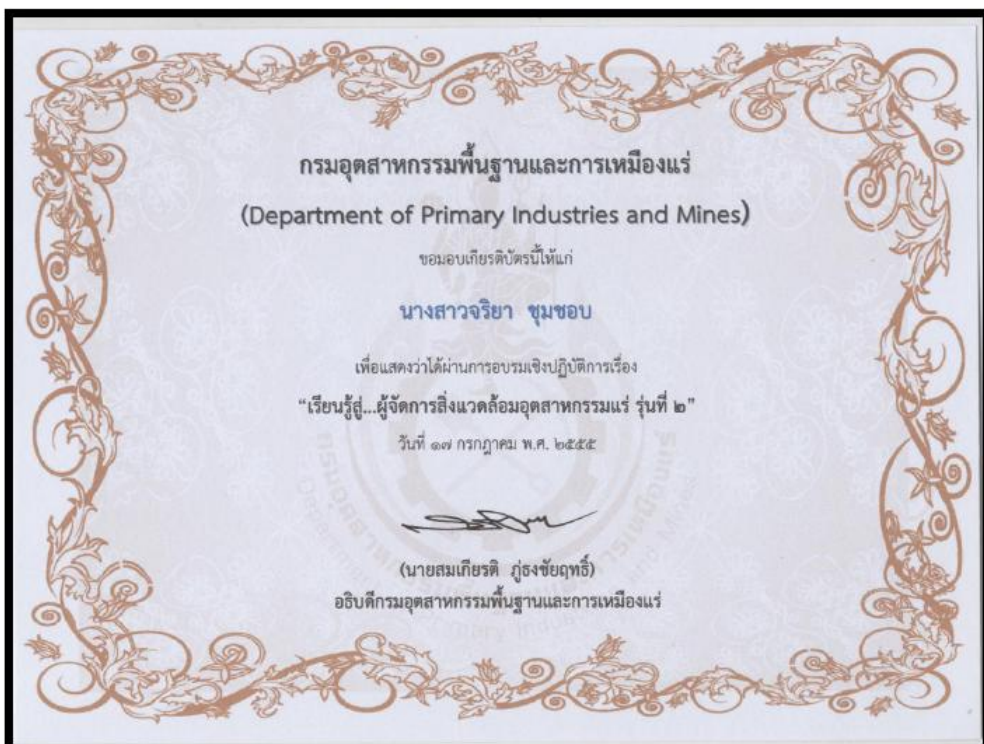 กรมอุตสาหกรรมพื้นฐานและการเหมืองแร่
(Department of Primary Industries and Mines)
ขอมอบเกียรติบัตรนี้ให้แก่
นางสาวจริยา ชุมชอบ
เพื่อแสดงว่าได้ผ่านการอบรมเชิงปฏิบัติการเรื่อง
“เรียนรู้สู่...ผู้จัดการสิ่งแวดล้อมอุตสาหกรรมแร่ รุ่นที่ ๒”
วันที่ ๑๗ กรกฎาคม พ.ศ. ๒๕๕๕
(นายสมเกียรติ ภู่ธงชัยฤทธิ์)
อธิบดีกรมอุตสาหกรรมพื้นฐานและการเหมืองแร่